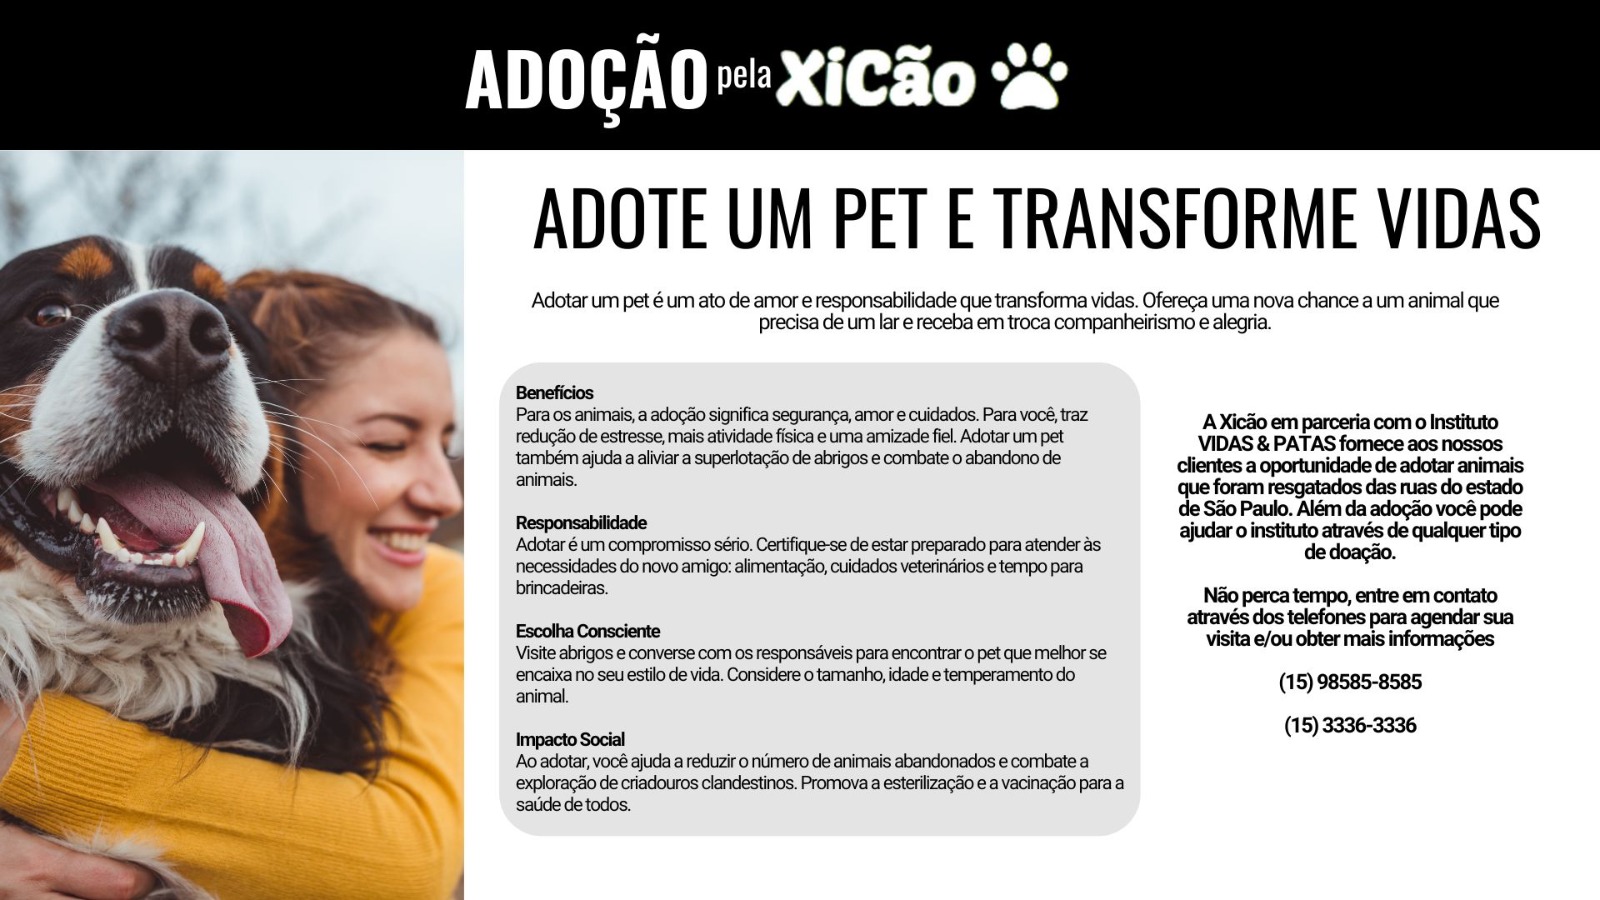 ADOÇÃO pela XiCão
ADOTE UM PET E TRANSFORME VIDAS
Adotar um pet é um ato de amor e responsabilidade que transforma vidas. Ofereça uma nova chance a um animal que
precisa de um lar e receba em troca companheirismo e alegria.
Benefícios
Para os animais, a adoção significa segurança, amor e cuidados. Para você, traz
redução de estresse, mais atividade física e uma amizade fiel. Adotar um pet
também ajuda a aliviar a superlotação de abrigos e combate o abandono de
animais.
Responsabilidade
Adotar é um compromisso sério. Certifique-se de estar preparado para atender às
necessidades do novo amigo: alimentação, cuidados veterinários e tempo para
brincadeiras.
Escolha Consciente
Visite abrigos e converse com os responsáveis para encontrar o pet que melhor se
encaixa no seu estilo de vida. Considere o tamanho, idade e temperamento do
animal.
Impacto Social
Ao adotar, você ajuda a reduzir o número de animais abandonados e combate a
exploração de criadouros clandestinos. Promova a esterilização e a vacinação para a
saúde de todos.
A Xicão em parceria com o Instituto
VIDAS & PATAS fornece aos nossos
clientes a oportunidade de adotar animais
que foram resgatados das ruas do estado
de São Paulo. Além da adoção você pode
ajudar o instituto através de qualquer tipo
de doação.
Não perca tempo, entre em contato
através dos telefones para agendar sua
visita e/ou obter mais informações
(15) 98585-8585
(15) 3336-3336